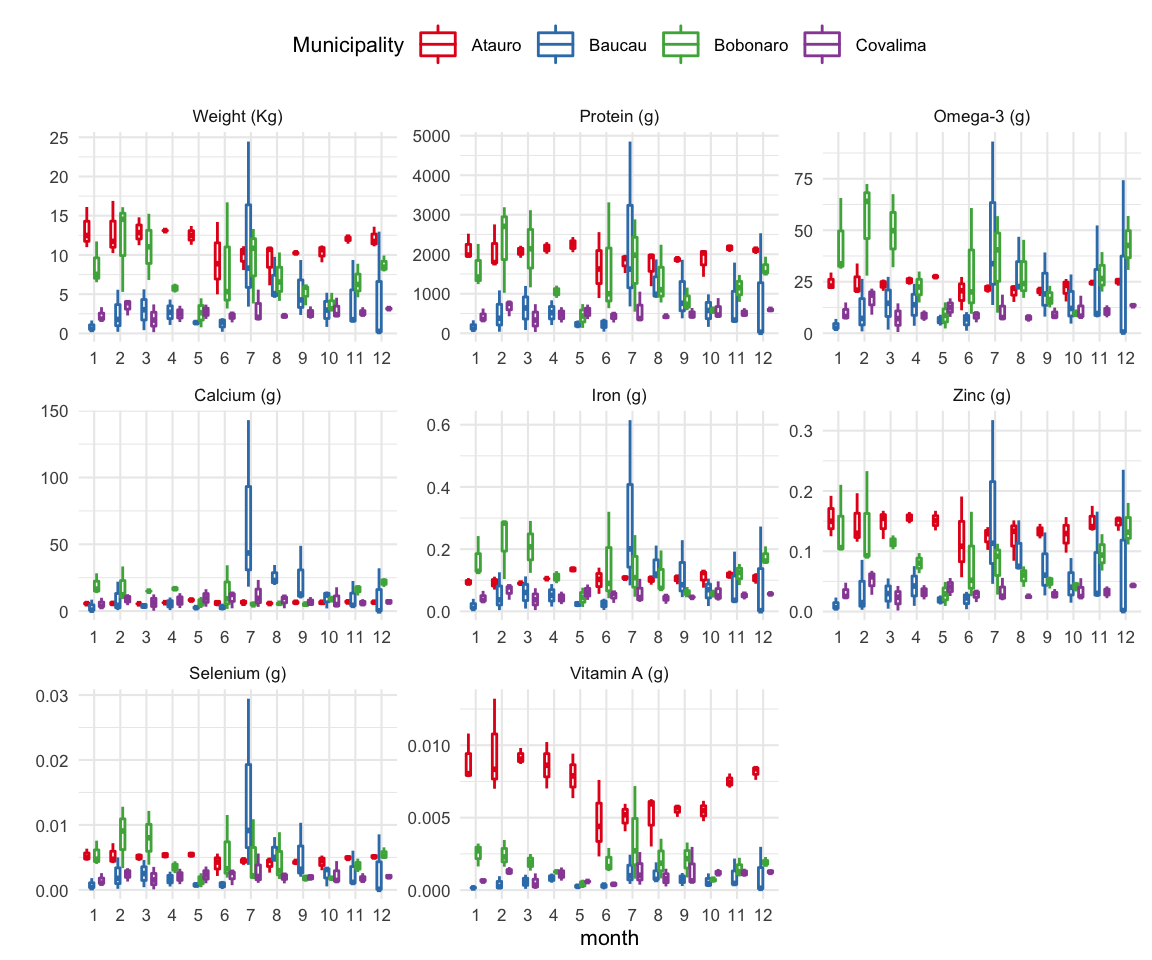 Municipality Atauro Baucau Bobonaro Covalima
Weight (Kg) Protein (g) Omega-3 (g)
25
20
15
10
5
0
5000
4000
3000
2000
1000
0
75
50
25
0
1 2 3 4 5 6 7 8 9 10 11 12
1 2 3 4 5 6 7 8 9 10 11 12
1 2 3 4 5 6 7 8 9 10 11 12
Calcium (g) Iron (g) Zinc (g)
150
100
50
0
0.6
0.4
0.2
0.0
0.3
0.2
0.1
0.0
1 2 3 4 5 6 7 8 9 10 11 12
1 2 3 4 5 6 7 8 9 10 11 12
1 2 3 4 5 6 7 8 9 10 11 12
Selenium (g) Vitamin A (g)
0.03
0.02
0.01
0.00
0.010
0.005
0.000
1 2 3 4 5 6 7 8 9 10 11 12
1 2 3 4 5 6 7 8 9 10 11 12
month